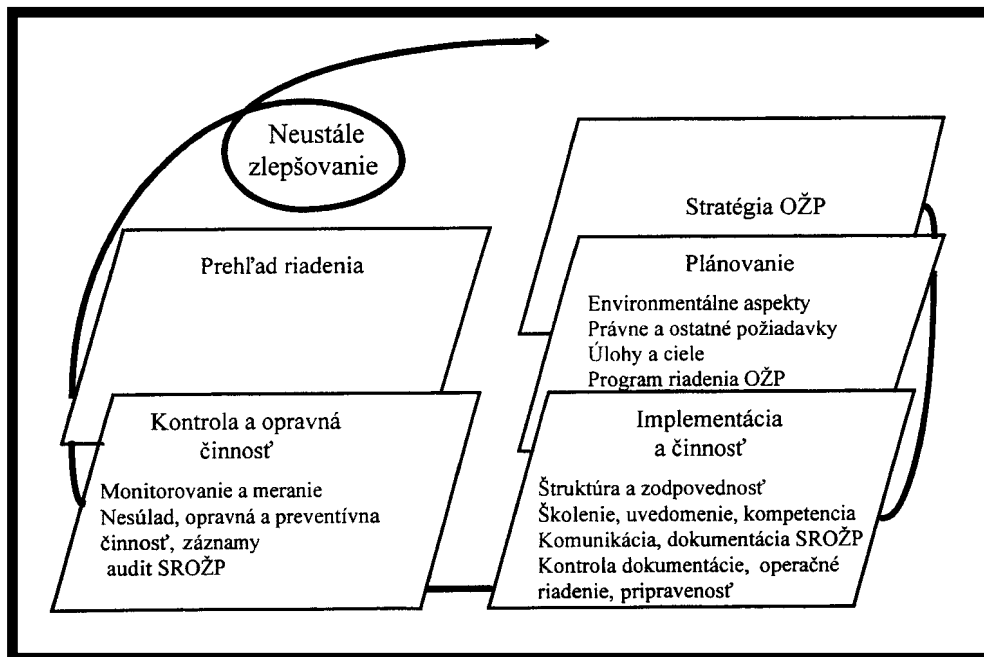 Neustále
zlepšovanie
Stratégia OŽP
Prehľad riadenia
Plánovanie
Environmentálne aspekty
Právne a ostatné požiadavky
Úlohy a ciele
Program riadenia OŽP
Kontrola a opravná
činnosť
Monitorovanie a meranie
Nesúlad, opravná a preventívna
činnosť, záznamy
audit SROŽP
Implementácia
a činnosť
Štruktúra a zodpovednosť
Školenie, uvedomenie, kompetencia
Komunikácia, dokumentácia SROŽP
Kontrola dokumentácie, operačné
riadenie, pripravenosť